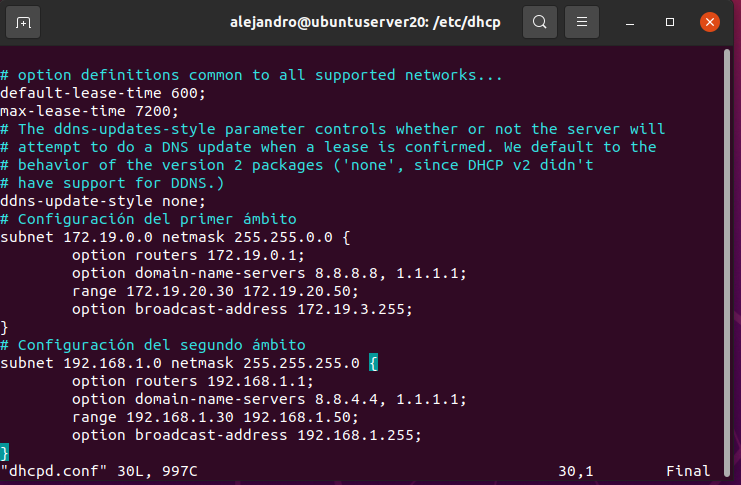 alejandro@ubuntuserver20: /etc/dhcp
# option definitions common to all supported networks...
default-lease-time 600;
max-lease-time 7200;
# The ddns-updates-style parameter controls whether or not the server will
# attempt to do a DNS update when a lease is confirmed. We default to the
# behavior of the version 2 packages ('none', since DHCP v2 didn't
# have support for DDNS.)
ddns-update-style none;
# Configuración del primer ámbito
subnet 172.19.0.0 netmask 255.255.0.0 {
        option routers 172.19.0.1;
        option domain-name-servers 8.8.8.8, 1.1.1.1;
        range 172.19.20.30 172.19.20.50;
        option broadcast-address 172.19.3.255;
}
# Configuración del segundo ámbito
subnet 192.168.1.0 netmask 255.255.255.0 {
        option routers 192.168.1.1;
        option domain-name-servers 8.8.4.4, 1.1.1.1;
        range 192.168.1.30 192.168.1.50;
        option broadcast-address 192.168.1.255;
}
"dhcpd.conf" 30L, 997C 30,1 Final